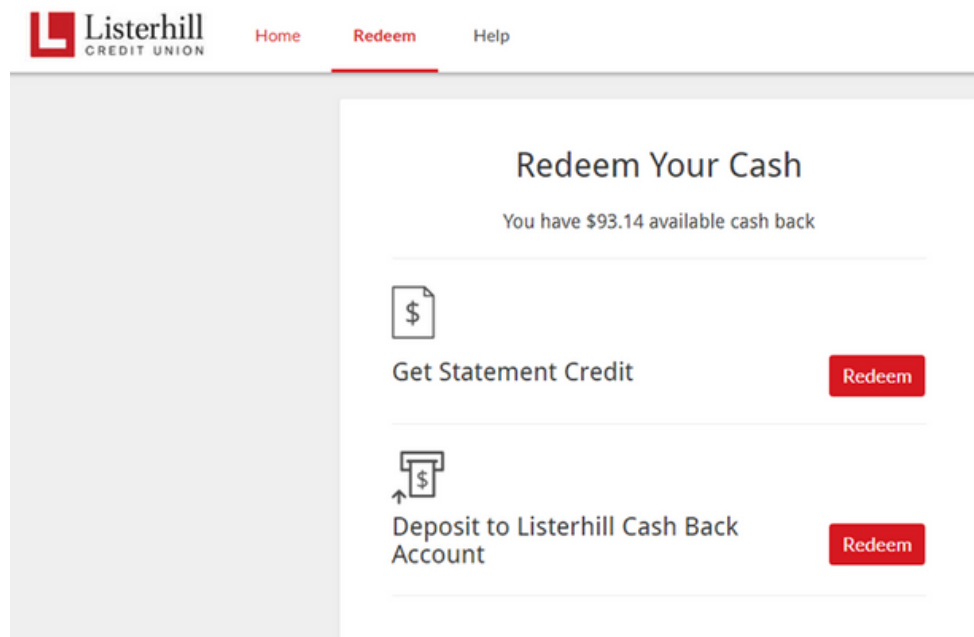 Listerhill
CREDIT UNION
Home Redeem Help
Redeem Your Cash
You have $93.14 available cash back
$
Get Statement Credit
Redeem
$
Deposit to Listerhill Cash Back
Account
Redeem